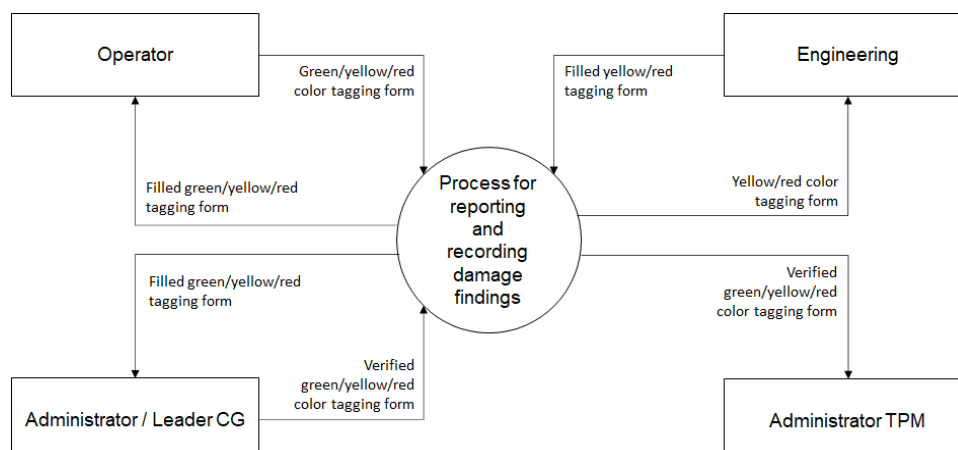 Operator
Engineering
Green/yellow/red
color tagging form
Filled yellow/red
tagging form
Filled green/yellow/red
tagging form
Process for
reporting
and
recording
damage
findings
Yellow/red color
tagging form
Filled green/yellow/red
tagging form
Verified
green/yellow/red
color tagging form
Verified
green/yellow/red
color tagging form
Administrator / Leader CG
Administrator TPM